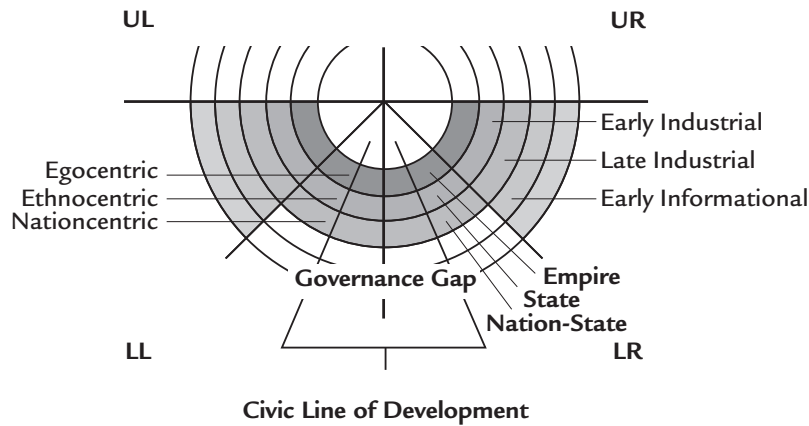 UL
UR
Early Industrial
Late Industrial
Early Informational
Egocentric
Ethnocentric
Nationcentric
Governance Gap
Empire
State
Nation-State
LL
LR
Civic Line of Development